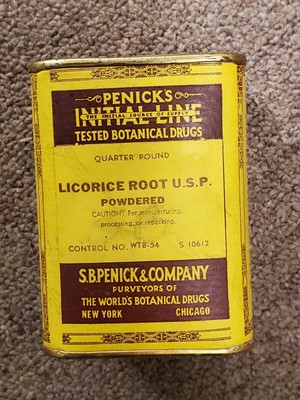 PENICK'S
INITIAL LINE
THE INITIAL SOURCE OF SUPPLY
TESTED BOTANICAL DRUGS
QUARTER POUND
LICORICE ROOT U.S.P.
POWDERED
CAUTION: For manufacturing,
processing, or repacking.
CONTROL NO. WTB-54 S 10612
S.B.PENICK & COMPANY
PURVEYORS OF
THE WORLD'S BOTANICAL DRUGS
NEW YORK CHICAGO